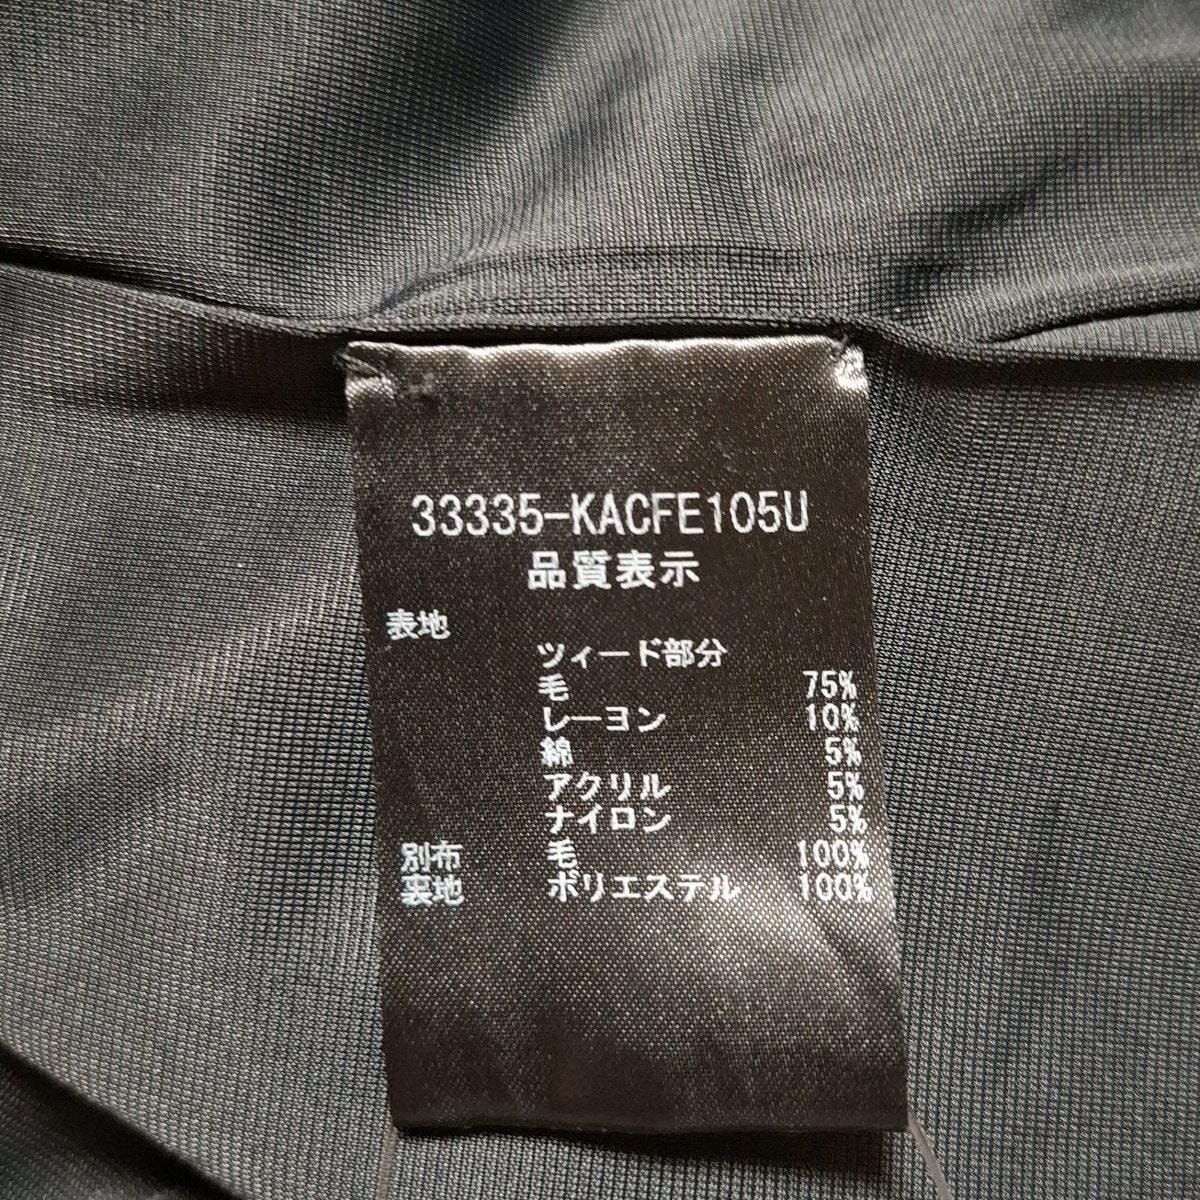 33335-KACFE105U
品質表示
表地
ツィード部分
毛 75%
レーヨン 10%
綿 5%
アクリル 5%
ナイロン 5%
別布 毛 100%
裏地 ポリエステル 100%